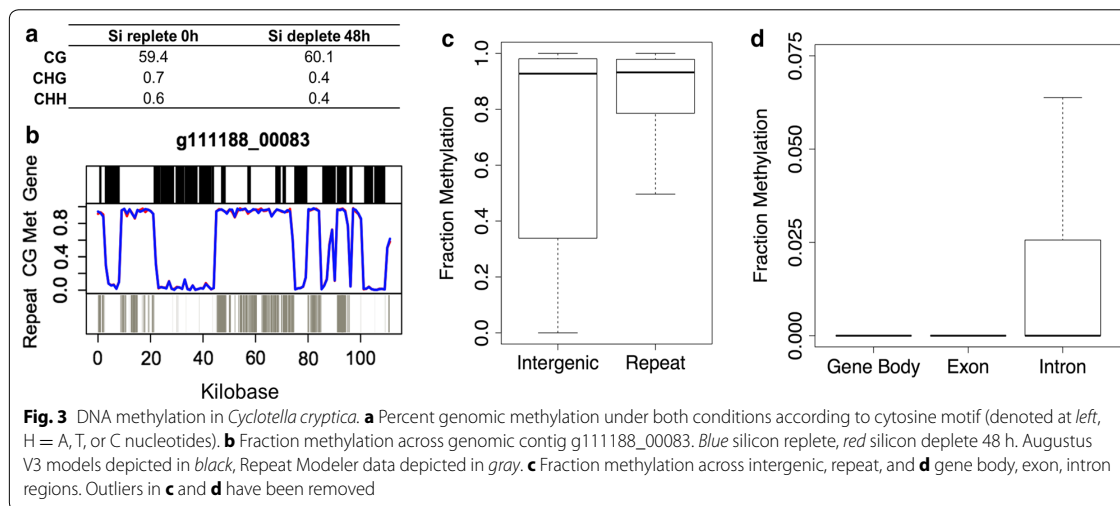 a
Si replete 0h Si deplete 48h
CG 59.4 60.1
CHG 0.7 0.4
CHH 0.6 0.4
b
g111188_00083
Gene
CG Met
Repeat
0.8
0.4
0.0
0 20 40 60 80 100
Kilobase
c
Fraction Methylation
1.0
0.8
0.6
0.4
0.2
0.0
Intergenic Repeat
d
Fraction Methylation
0.075
0.050
0.025
0.000
Gene Body Exon Intron
Fig. 3 DNA methylation in Cyclotella cryptica. a Percent genomic methylation under both conditions according to cytosine motif (denoted at left,
H = A, T, or C nucleotides). b Fraction methylation across genomic contig g111188_00083. Blue silicon replete, red silicon deplete 48 h. Augustus
V3 models depicted in black, Repeat Modeler data depicted in gray. c Fraction methylation across intergenic, repeat, and d gene body, exon, intron
regions. Outliers in c and d have been removed